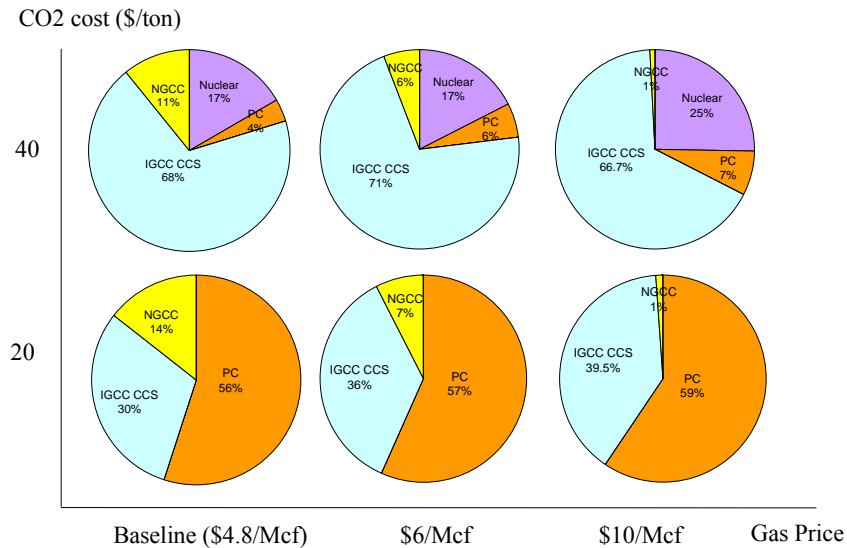 CO2 cost ($/ton)
40
NGCC
11%
Nuclear
17%
PC
4%
IGCC CCS
68%
NGCC
6%
Nuclear
17%
PC
6%
IGCC CCS
71%
NGCC
1%
Nuclear
25%
PC
7%
IGCC CCS
66.7%
20
NGCC
14%
PC
56%
IGCC CCS
30%
NGCC
7%
PC
57%
IGCC CCS
36%
NGCC
1%
PC
59%
IGCC CCS
39.5%
Baseline ($4.8/Mcf)
$6/Mcf
$10/Mcf
Gas Price